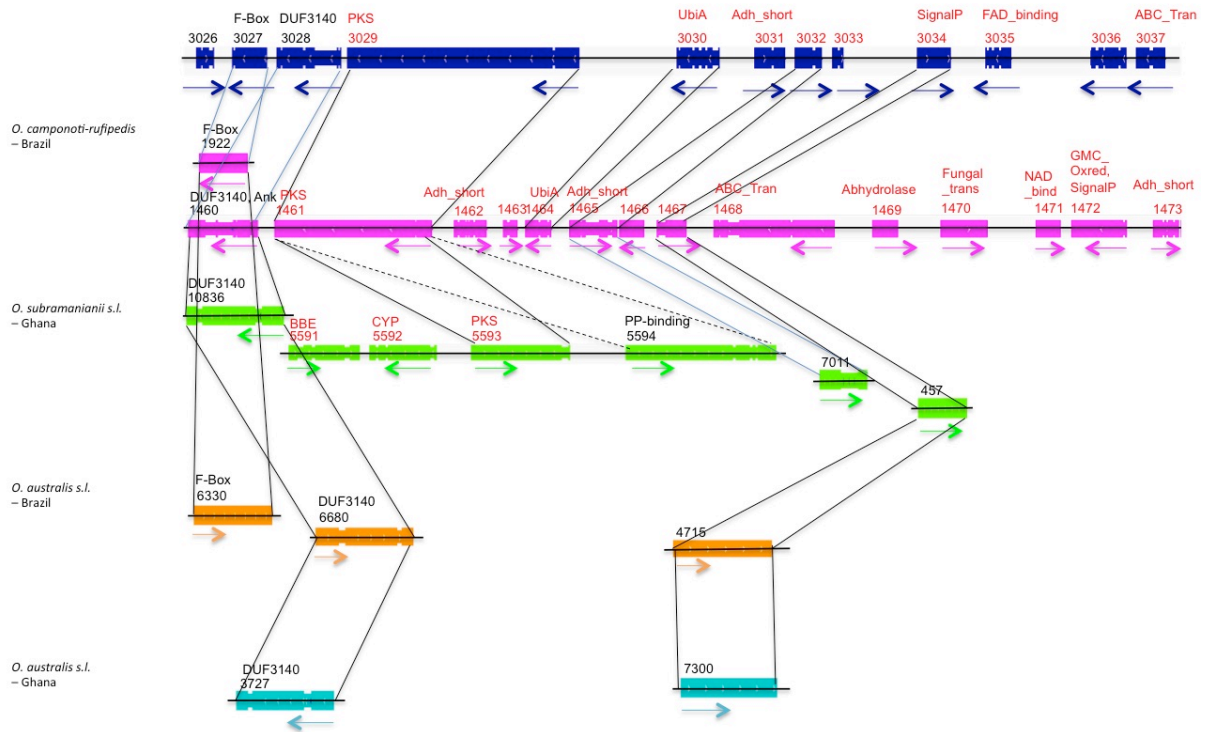 F-Box DUF3140 PKS UbiA Adh_short SignalP FAD_binding ABC_Tran
3026 3027 3028 3029 3030 3031 3032 3033 3034 3035 3036 3037
O. camponoti-rufipedis
– Brazil
F-Box
1922
DUF3140, Ank PKS Adh_short UbiA Adh_short ABC_Tran Abhydrolase Fungal_
trans NAD
_bind GMC_
Oxred,
SignalP Adh_short
1460 1461 1462 1463 1464 1465 1466 1467 1468 1469 1470 1471 1472 1473
O. subramanianii s.l.
– Ghana
DUF3140
10836
BBE CYP PKS PP-binding
5591 5592 5593 5594
7011
457
O. australis s.l.
– Brazil
F-Box
6330
DUF3140
6680
4715
O. australis s.l.
– Ghana
DUF3140
3727
7300